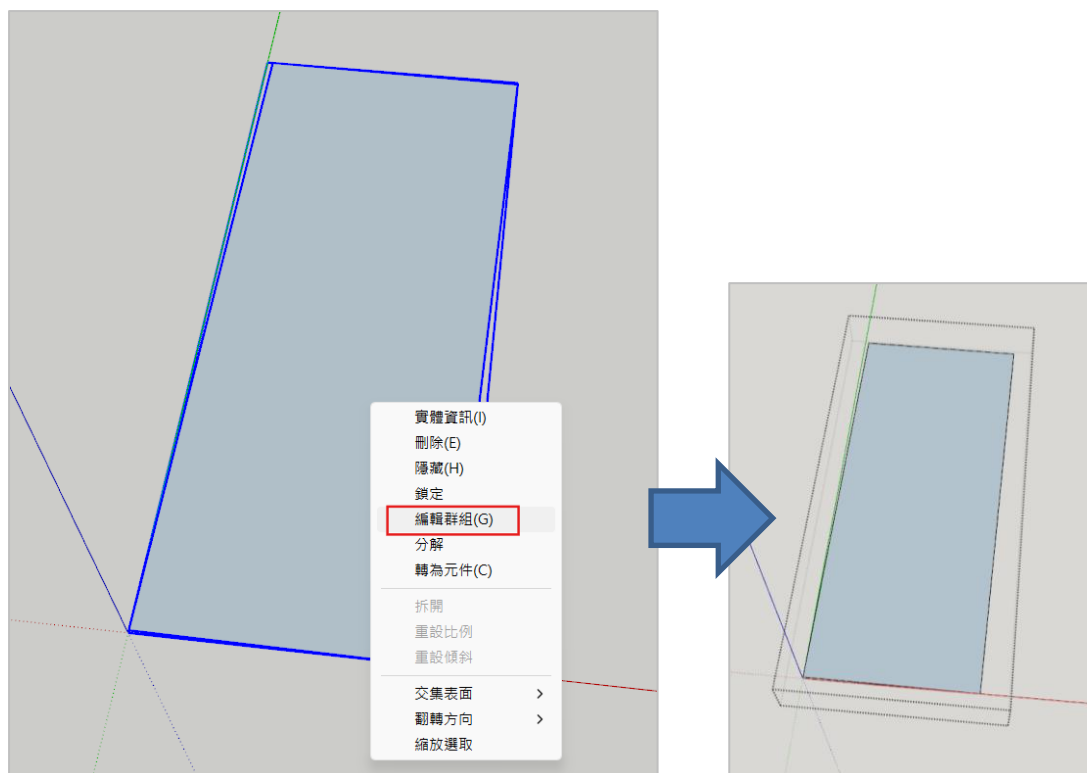 實體資訊(I)
刪除(E)
隱藏(H)
鎖定
編輯群組(G)
分解
轉為元件(C)
拆開
重設比例
重設傾斜
交集表面
翻轉方向
縮放選取